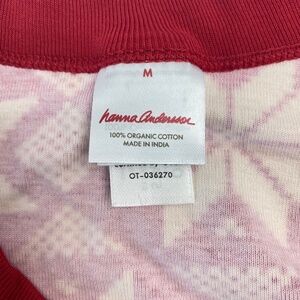 M
hanna andersson
100% ORGANIC COTTON
MADE IN INDIA
OT-036270